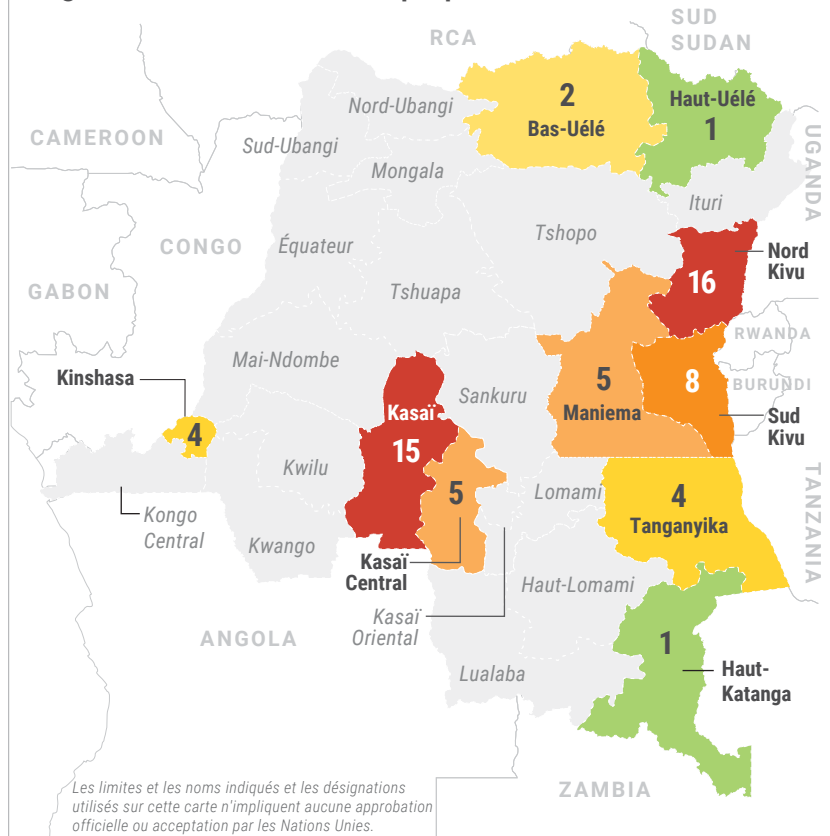 RCA
SUD
SUDAN
2
Bas-Uélé
Haut-Uélé
1
Nord-Ubangi
CAMEROON
Sud-Ubangi
Mongala
UGANDA
Ituri
CONGO
Équateur
Tshopo
Nord
Kivu
16
GABON
Tshuapa
RWANDA
Mai-Ndombe
Kinshasa
5
Maniema
8
BURUNDI
Sankuru
Kasaï
15
Sud
Kivu
4
Kwilu
5
Lomami
4
Tanganyika
TANZANIA
Kongo
Central
Kwango
Kasaï
Central
Haut-Lomami
Kasaï
Oriental
ANGOLA
1
Lualaba
Haut-
Katanga
ZAMBIA
Les limites et les noms indiqués et les désignations
utilisés sur cette carte n'impliquent aucune approbation
officielle ou acceptation par les Nations Unies.